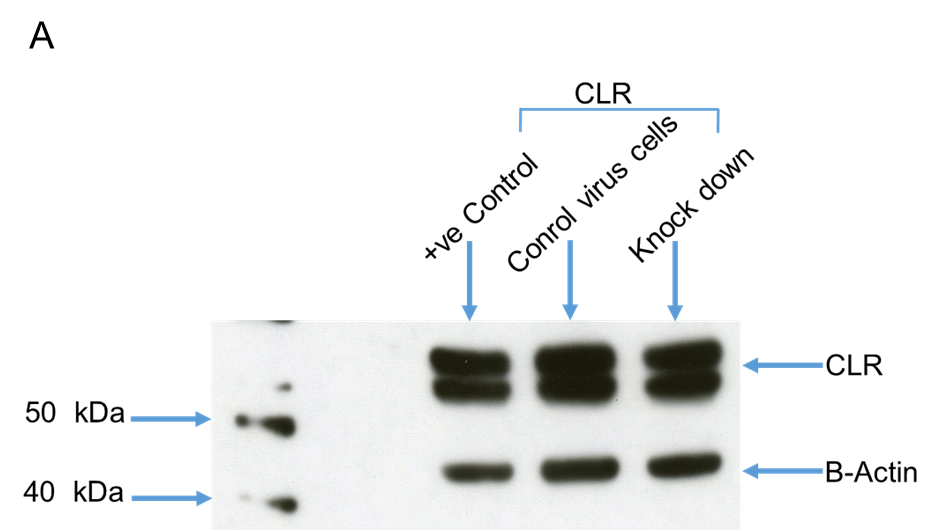 A
CLR
+ve Control
Conrol virus cells
Knock down
CLR
50 kDa
B-Actin
40 kDa